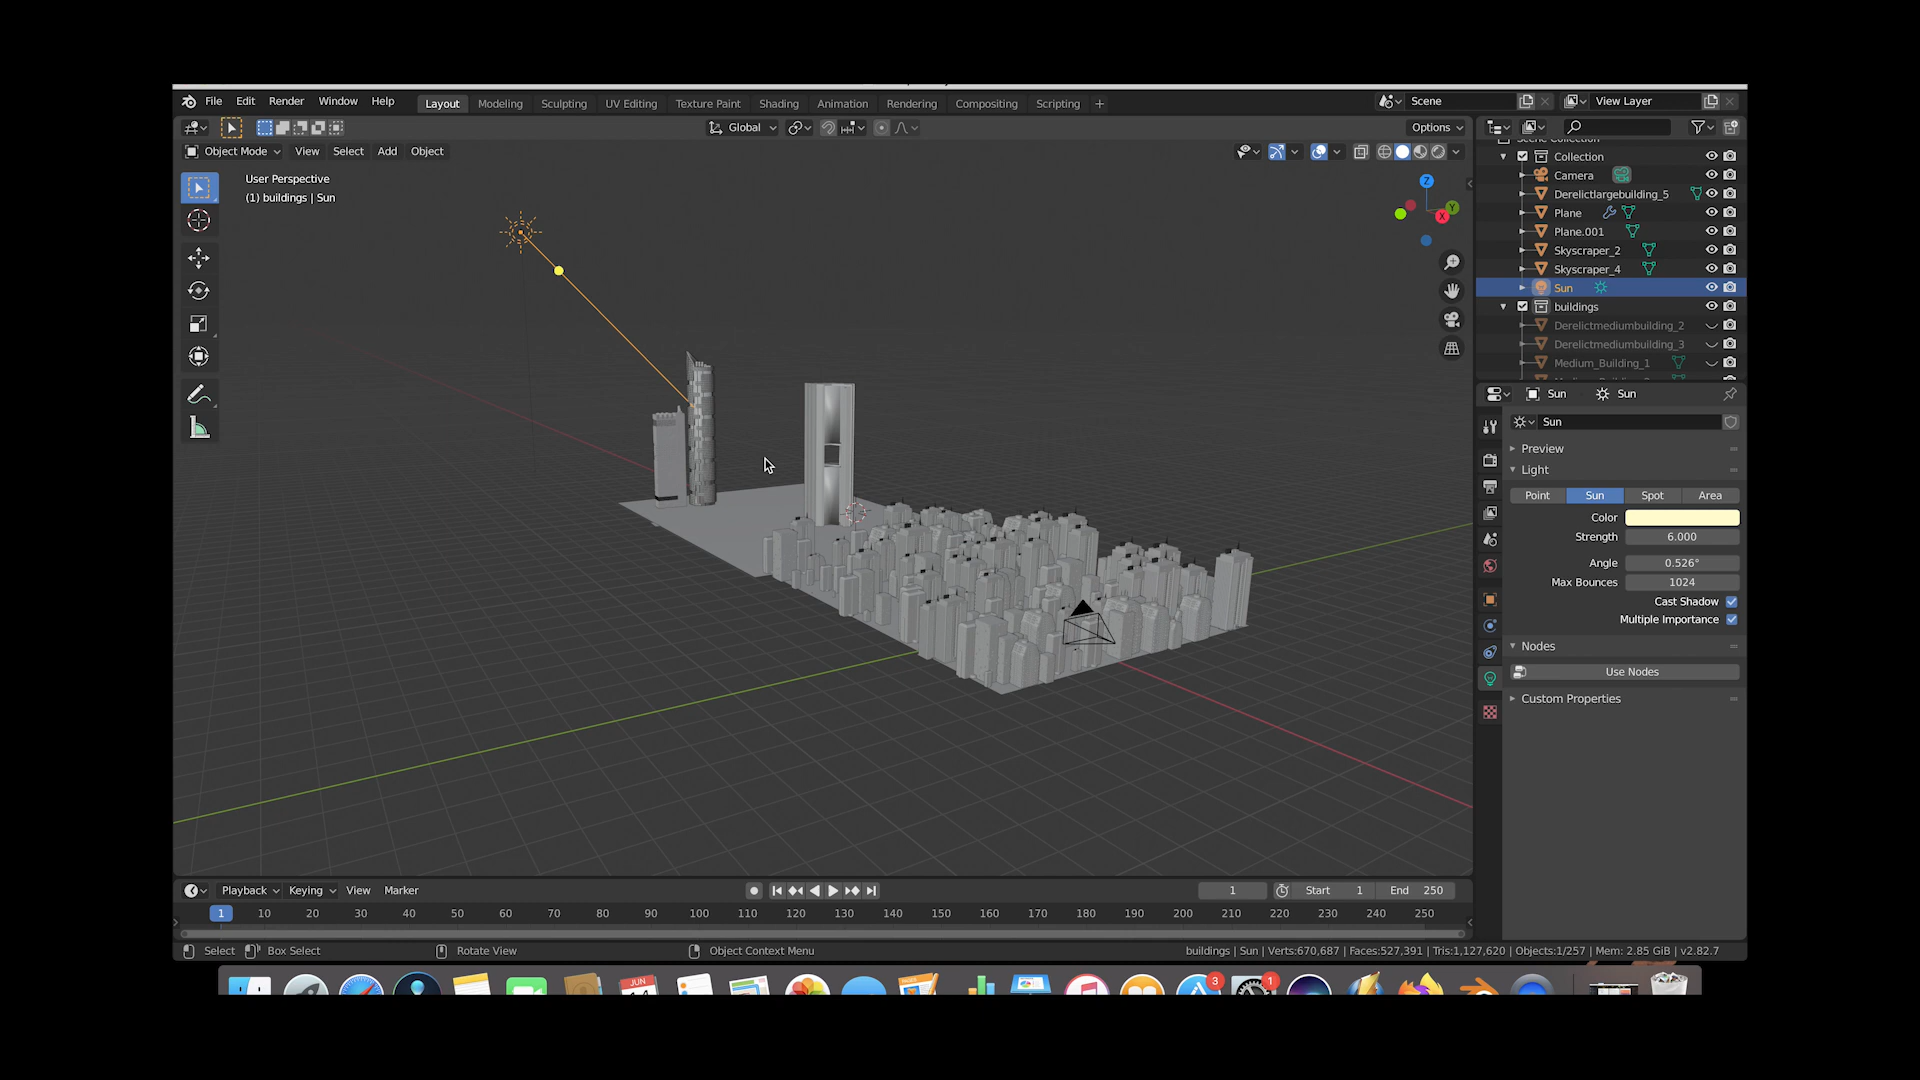 File Edit Render Window Help
Layout Modeling Sculpting UV Editing Texture Paint Shading Animation Rendering Compositing Scripting +
Scene
View Layer
Global
Options
Object Mode View Select Add Object
User Perspective
(1) buildings | Sun
Z
Y
X
Collection
Camera
Derelictlargebuilding_5
Plane
Plane.001
Skyscraper_2
Skyscraper_4
Sun
buildings
Derelictmediumbuilding_2
Derelictmediumbuilding_3
Medium_Building_1
Sun Sun
Sun
Preview
Light
Point Sun Spot Area
Color
Strength 6.000
Angle 0.526°
Max Bounces 1024
Cast Shadow
Multiple Importance
Nodes
Use Nodes
Custom Properties
Playback Keying View Marker
1 Start 1 End 250
1 10 20 30 40 50 60 70 80 90 100 110 120 130 140 150 160 170 180 190 200 210 220 230 240 250
Select Box Select Rotate View Object Context Menu
buildings | Sun | Verts:670,687 | Faces:527,391 | Tris:1,127,620 | Objects:1/257 | Mem: 2.85 GiB | v2.82.7
JUN
3
1